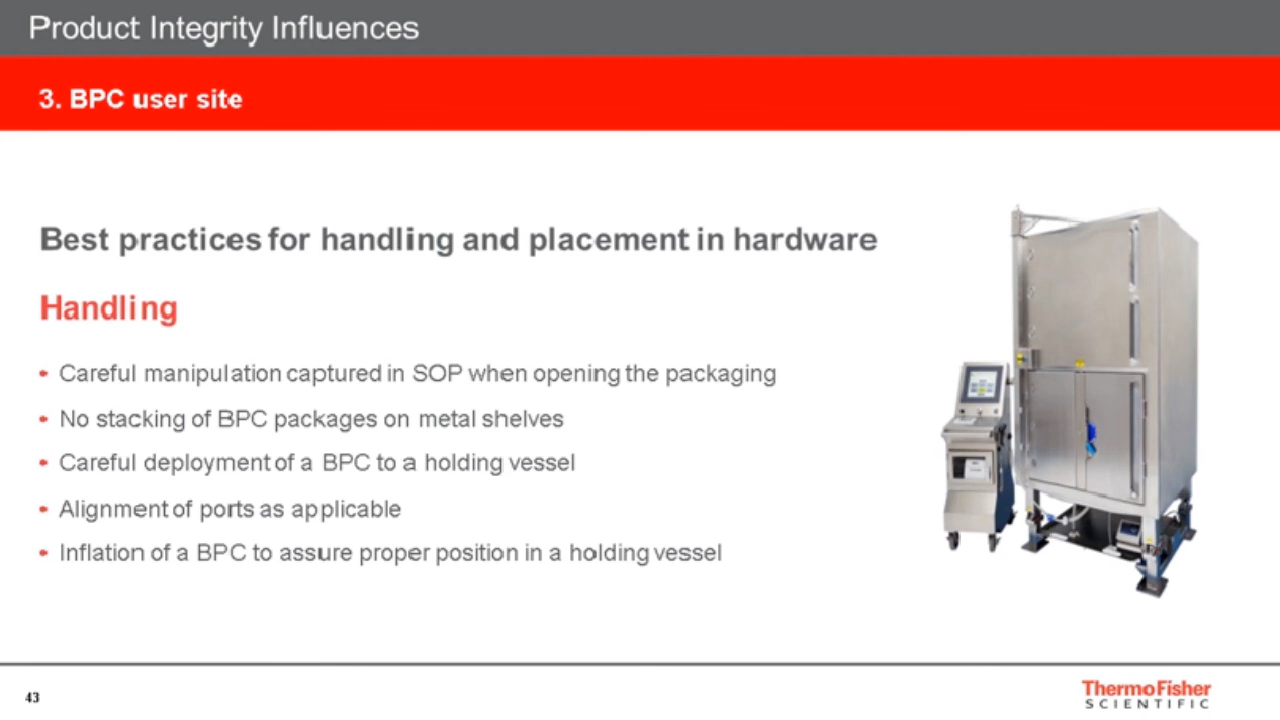 Product Integrity Influences
3. BPC user site
Best practices for handling and placement in hardware
Handling
• Careful manipulation captured in SOP when opening the packaging
• No stacking of BPC packages on metal shelves
• Careful deployment of a BPC to a holding vessel
• Alignment of ports as applicable
• Inflation of a BPC to assure proper position in a holding vessel
43
ThermoFisher
SCIENTIFIC